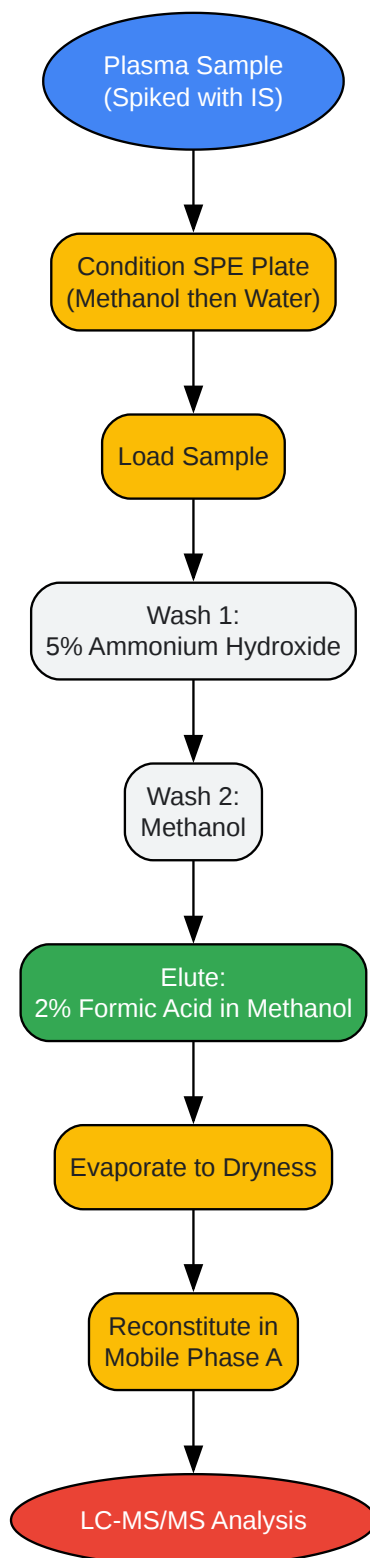 Plasma Sample
(Spiked with IS)
Condition SPE Plate
(Methanol then Water)
Load Sample
Wash 1:
5% Ammonium Hydroxide
Wash 2:
Methanol
Elute:
2% Formic Acid in Methanol
Evaporate to Dryness
Reconstitute in
Mobile Phase A
LC-MS/MS Analysis